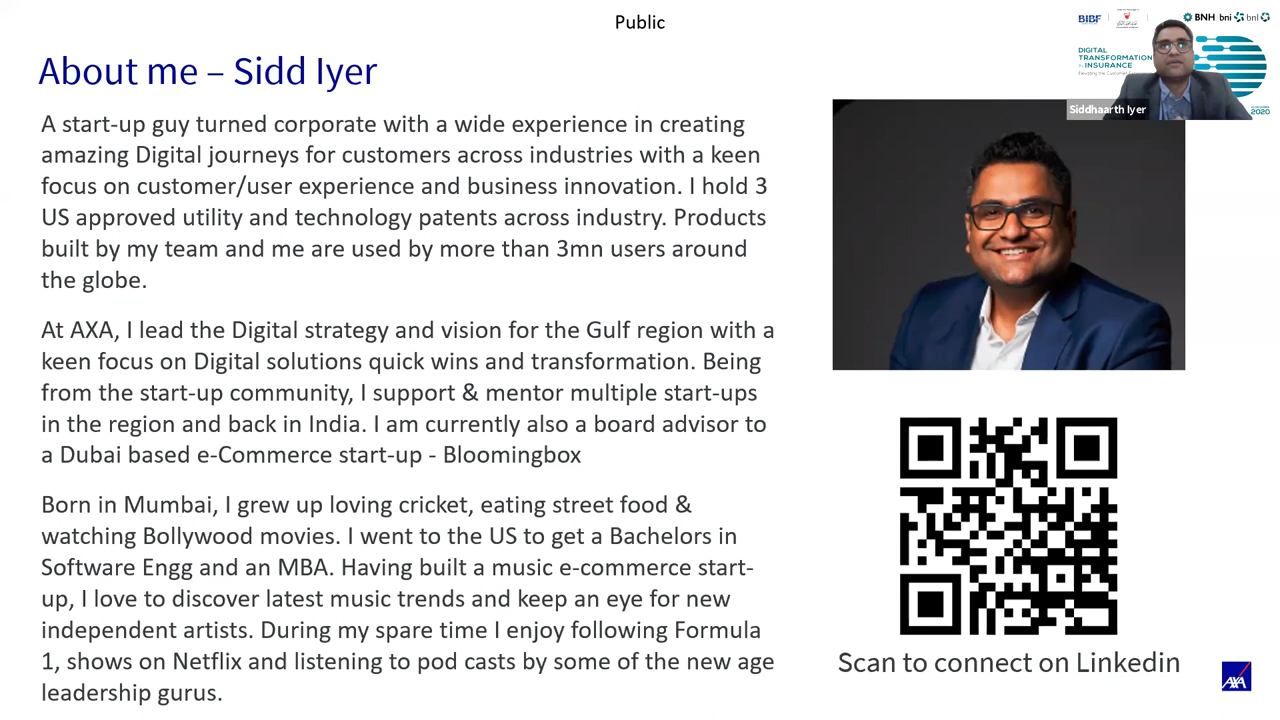 Public
BIBF
BNH bni bnl
DIGITAL
TRANSFORMATION
INSURANCE
Siddhaarth Iyer
2020
About me – Sidd Iyer
A start-up guy turned corporate with a wide experience in creating
amazing Digital journeys for customers across industries with a keen
focus on customer/user experience and business innovation. I hold 3
US approved utility and technology patents across industry. Products
built by my team and me are used by more than 3mn users around
the globe.
At AXA, I lead the Digital strategy and vision for the Gulf region with a
keen focus on Digital solutions quick wins and transformation. Being
from the start-up community, I support & mentor multiple start-ups
in the region and back in India. I am currently also a board advisor to
a Dubai based e-Commerce start-up - Bloomingbox
Born in Mumbai, I grew up loving cricket, eating street food &
watching Bollywood movies. I went to the US to get a Bachelors in
Software Engg and an MBA. Having built a music e-commerce start-
up, I love to discover latest music trends and keep an eye for new
independent artists. During my spare time I enjoy following Formula
1, shows on Netflix and listening to pod casts by some of the new age
leadership gurus.
Scan to connect on Linkedin
AXA